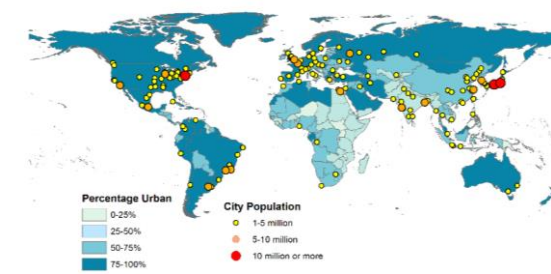 Percentage Urban
0-25%
25-50%
50-75%
75-100%
City Population
1-5 million
5-10 million
10 million or more